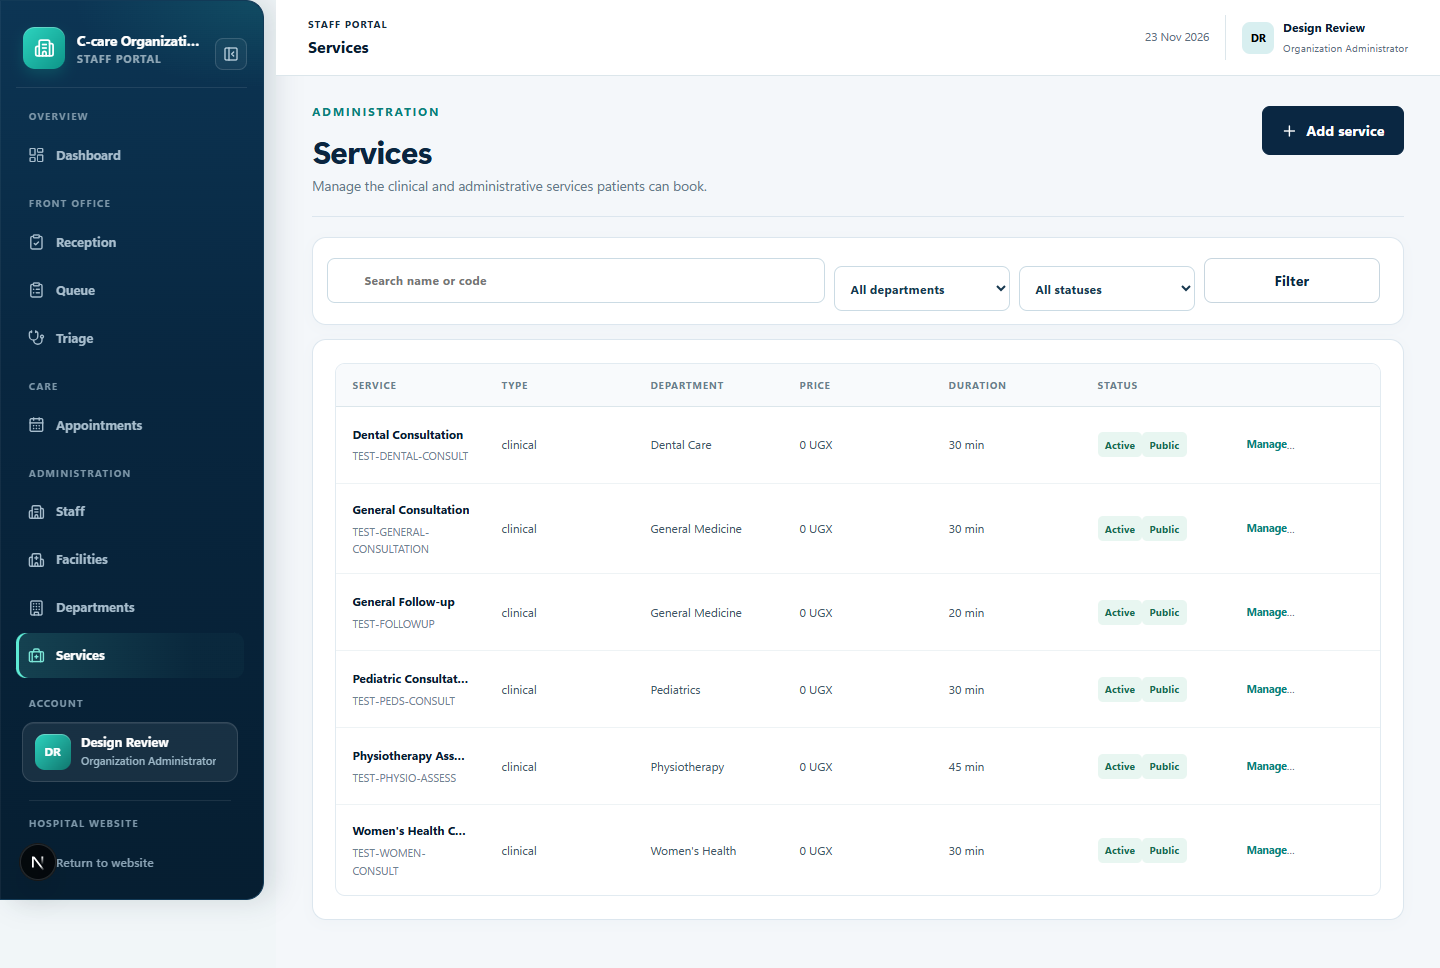 C-care Organizati...
STAFF PORTAL
OVERVIEW
Dashboard
FRONT OFFICE
Reception
Queue
Triage
CARE
Appointments
ADMINISTRATION
Staff
Facilities
Departments
Services
ACCOUNT
DR
Design Review
Organization Administrator
HOSPITAL WEBSITE
N
Return to website
STAFF PORTAL
Services
23 Nov 2026
DR
Design Review
Organization Administrator
ADMINISTRATION
Services
Manage the clinical and administrative services patients can book.
Add service
Search name or code
All departments
All statuses
Filter
SERVICE TYPE DEPARTMENT PRICE DURATION STATUS
Dental Consultation
TEST-DENTAL-CONSULT
clinical Dental Care 0 UGX 30 min Active Public Manage...
General Consultation
TEST-GENERAL-
CONSULTATION
clinical General Medicine 0 UGX 30 min Active Public Manage...
General Follow-up
TEST-FOLLOWUP
clinical General Medicine 0 UGX 20 min Active Public Manage...
Pediatric Consultat...
TEST-PEDS-CONSULT
clinical Pediatrics 0 UGX 30 min Active Public Manage...
Physiotherapy Ass...
TEST-PHYSIO-ASSESS
clinical Physiotherapy 0 UGX 45 min Active Public Manage...
Women's Health C...
TEST-WOMEN-
CONSULT
clinical Women's Health 0 UGX 30 min Active Public Manage...